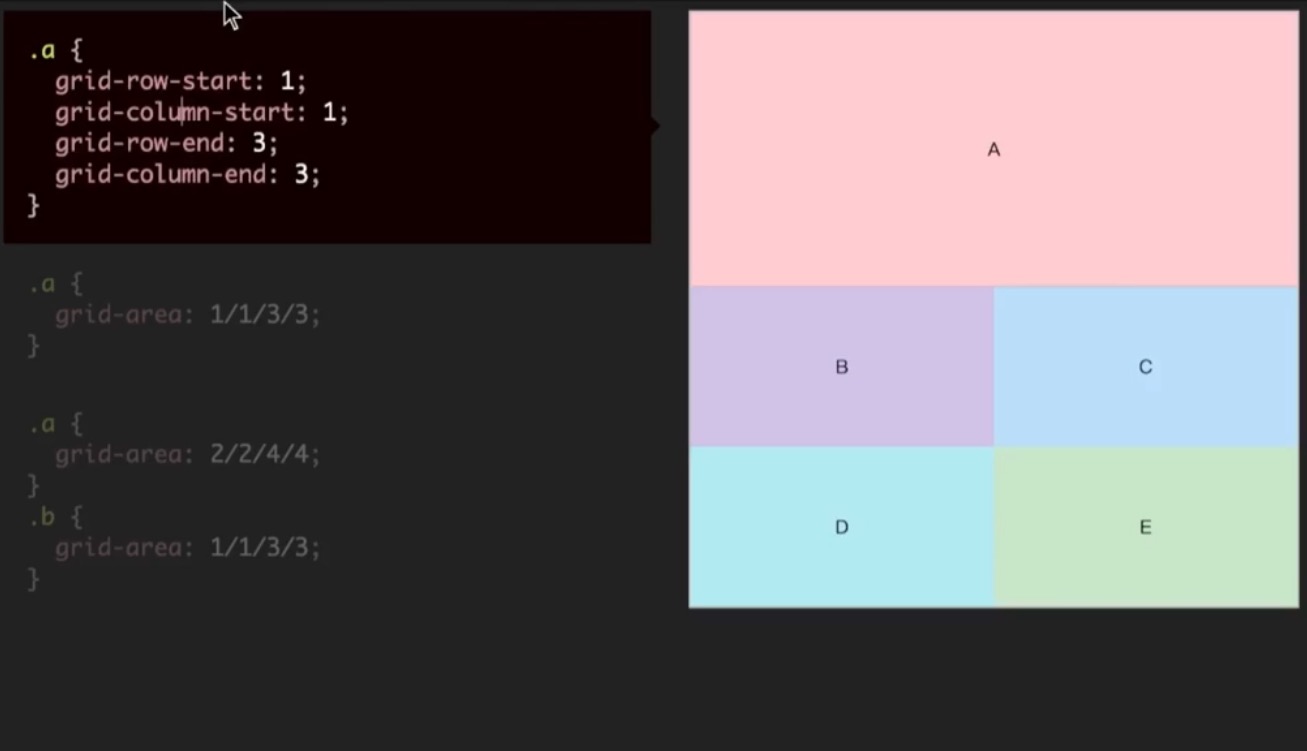 .a {
grid-row-start: 1;
grid-column-start: 1;
grid-row-end: 3;
grid-column-end: 3;
}
.a {
grid-area: 1/1/3/3;
}
.a {
grid-area: 2/2/4/4;
}
.b {
grid-area: 1/1/3/3;
}
A
B C
D E